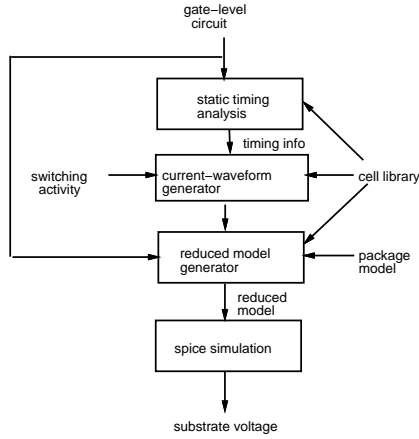 gate-level
circuit
static timing
analysis
timing info
switching
activity
current-waveform
generator
cell library
reduced model
generator
package
model
reduced
model
spice simulation
substrate voltage